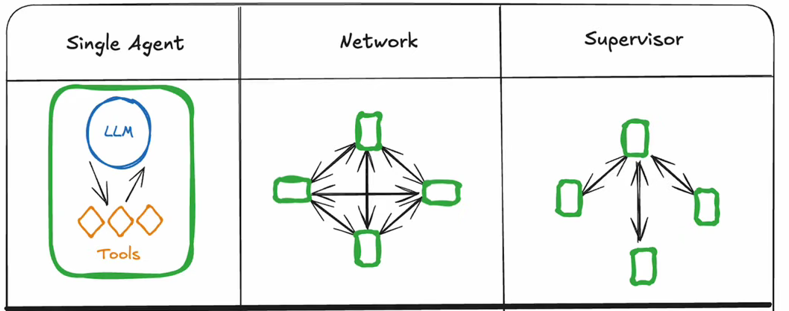 Single Agent
Network
Supervisor
LLM
Tools